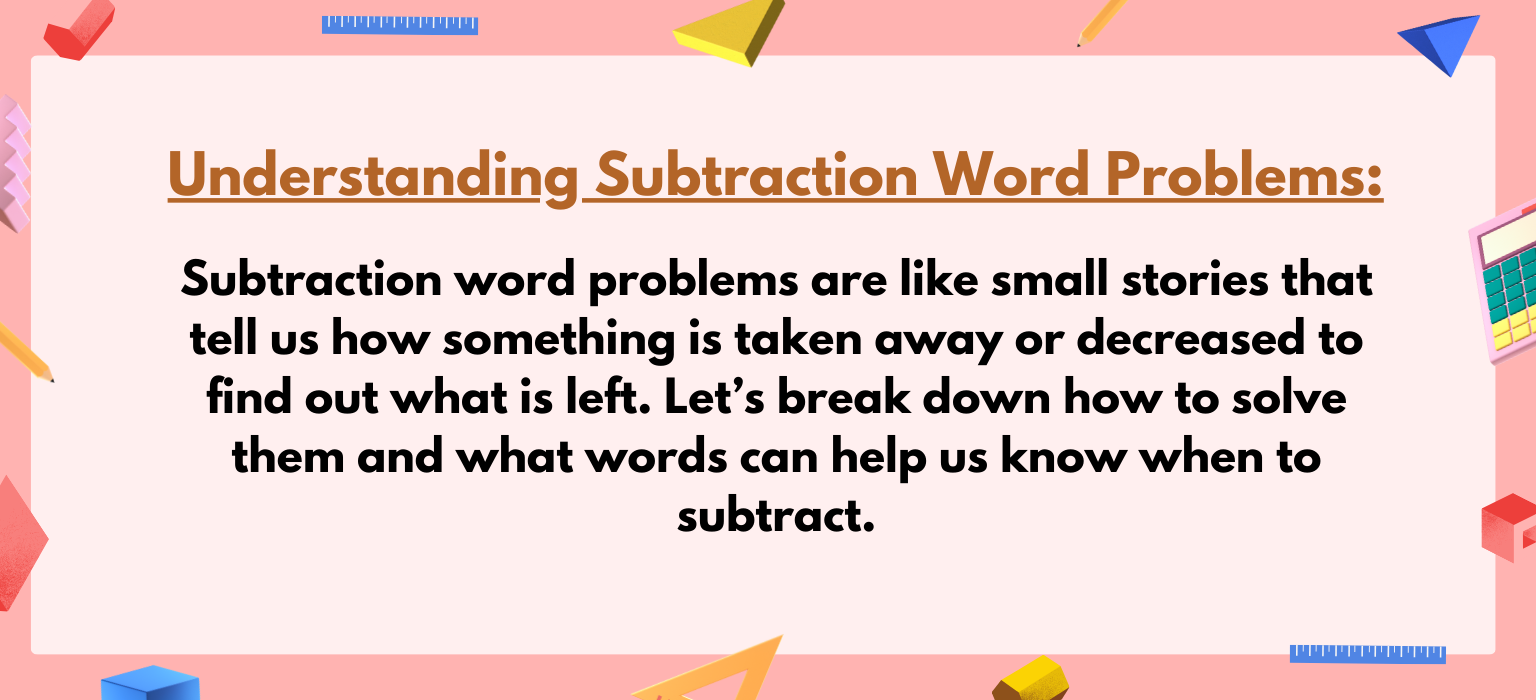 Understanding Subtraction Word Problems:
Subtraction word problems are like small stories that
tell us how something is taken away or decreased to
find out what is left. Let’s break down how to solve
them and what words can help us know when to
subtract.